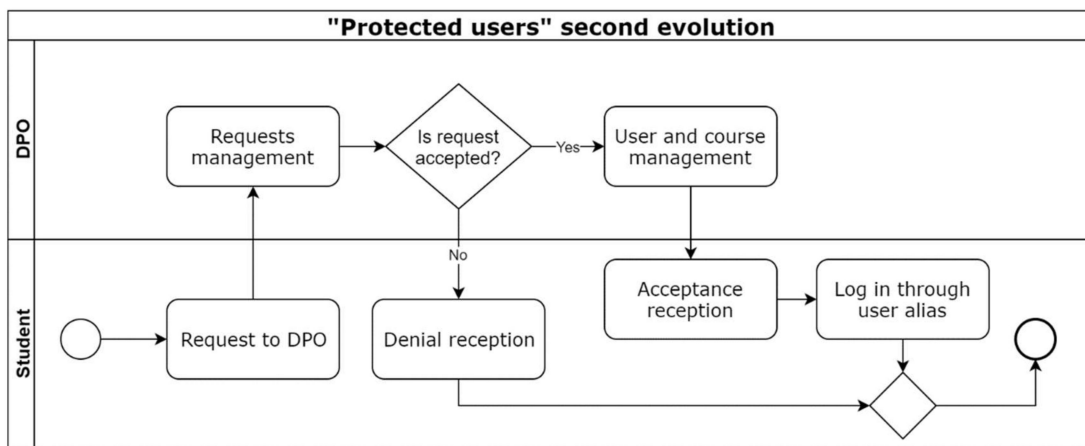 "Protected users" second evolution
DPO
Requests
management
Is request
accepted?
Yes
User and course
management
No
Student
Request to DPO
Denial reception
Acceptance
reception
Log in through
user alias